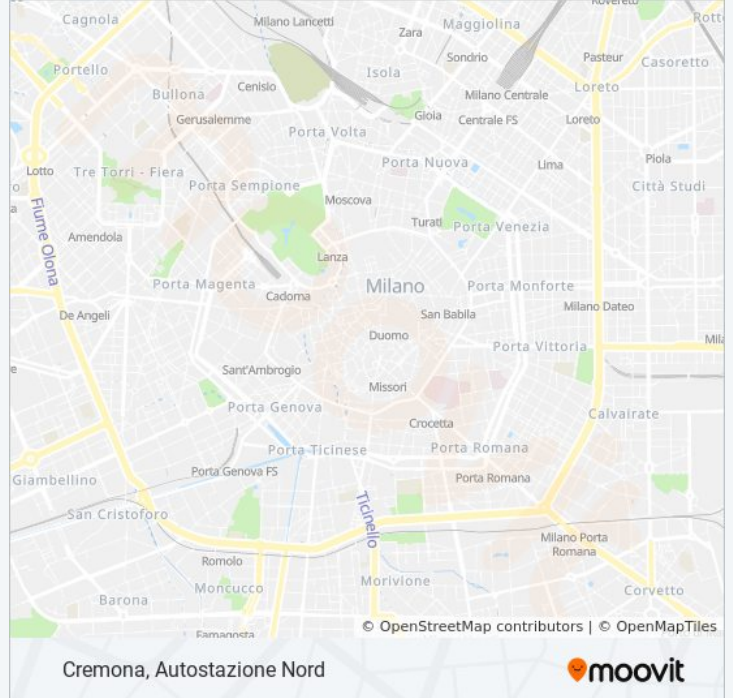 Rovereto
Cagnola
Milano Lancetti
Maggiolina
Rott
Zara
Sondrio
Pasteur
Casoretto
Portello
Isola
Cenisio
Loreto
Bullona
Milano Centrale
Gerusalemme
Gioia
Centrale FS
Loreto
Porta Volta
Piola
Lotto
Tre Torri - Fiera
Porta Nuova
Lima
o
Porta Sempione
Città Studi
Moscova
a
Turati
Porta Venezia
Fiume Olona
Amendola
Lanza
Porta Magenta
Milano
Porta Monforte
Cadorna
Milano Dateo
De Angeli
San Babila
Duomo
Mila
Porta Vittoria
e
Sant'Ambrogio
Missori
Porta Genova
Calvairate
Crocetta
Porta Ticinese
Porta Romana
Giambellino
Porta Genova FS
Porta Romana
Ticinello
San Cristoforo
Milano Porta
Romana
Romolo
Moncucco
Morivione
Corvetto
Barona
Famagosta
© OpenStreetMap contributors | © OpenMapTiles
Cremona, Autostazione Nord
moovit